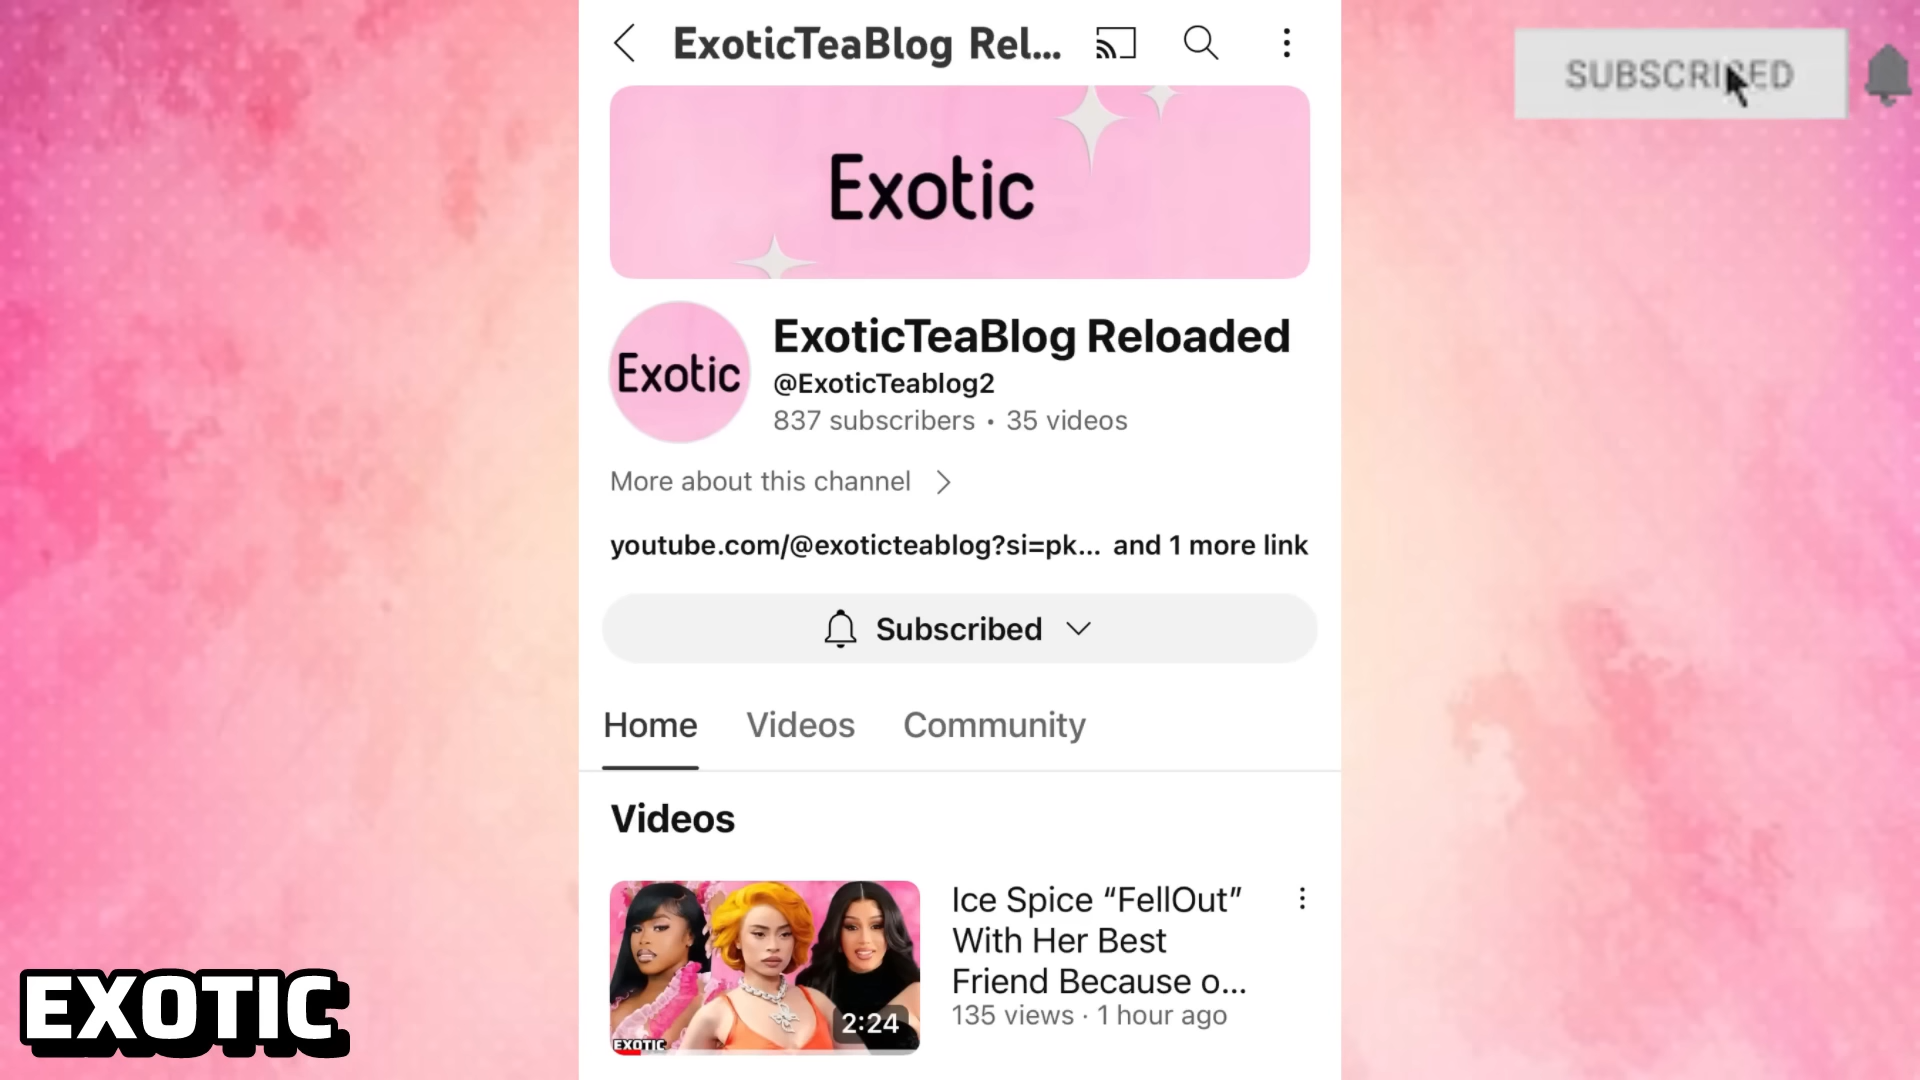 ExoticTeaBlog Rel...
SUBSCRIBED
Exotic
Exotic
ExoticTeaBlog Reloaded
@ExoticTeablog2
837 subscribers • 35 videos
More about this channel
youtube.com/@exoticteablog?si=pk... and 1 more link
Subscribed
Home Videos Community
Videos
Ice Spice “FellOut”
With Her Best
Friend Because o...
135 views · 1 hour ago
2:24
EXOTIC
EXOTIC